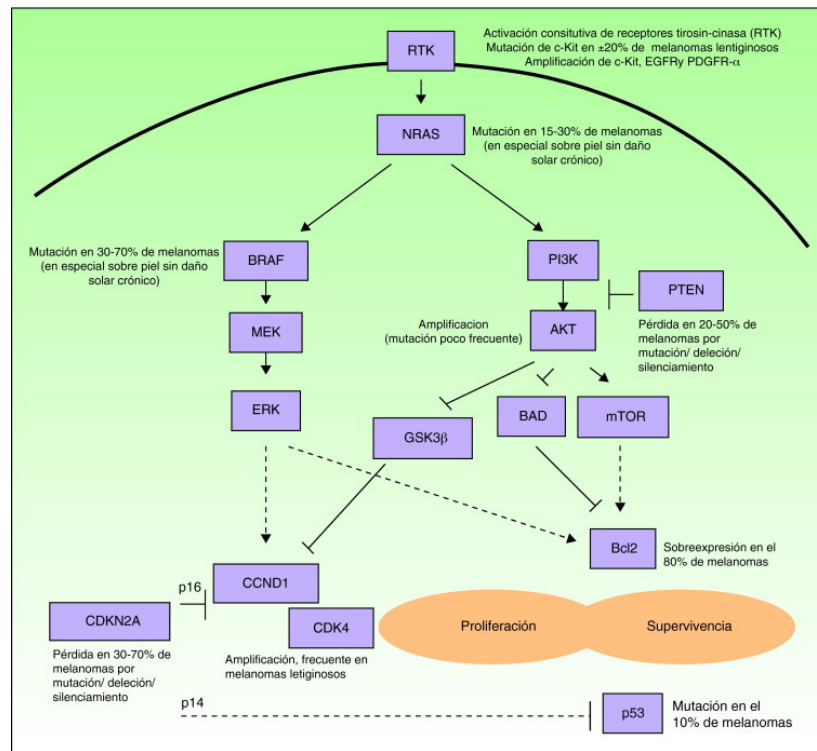 Activación consitutiva de receptores tirosin-cinasa (RTK)
Mutación de c-Kit en ±20% de melanomas lentiginosos
Amplificación de c-Kit, EGFRy PDGFR-α
RTK
NRAS
Mutación en 15-30% de melanomas
(en especial sobre piel sin daño
solar crónico)
Mutación en 30-70% de melanomas
(en especial sobre piel sin daño
solar crónico)
BRAF
PI3K
PTEN
MEK
Amplificacion
(mutación poco frecuente)
AKT
Pérdida en 20-50% de
melanomas por
mutación/ deleción/
silenciamiento
ERK
GSK3β
BAD
mTOR
Bcl2
Sobreexpresión en el
80% de melanomas
p16
CCND1
CDKN2A
CDK4
Proliferación
Supervivencia
Pérdida en 30-70% de
melanomas por
mutación/ deleción/
silenciamiento
Amplificación, frecuente en
melanomas letiginosos
p14
p53
Mutación en el
10% de melanomas